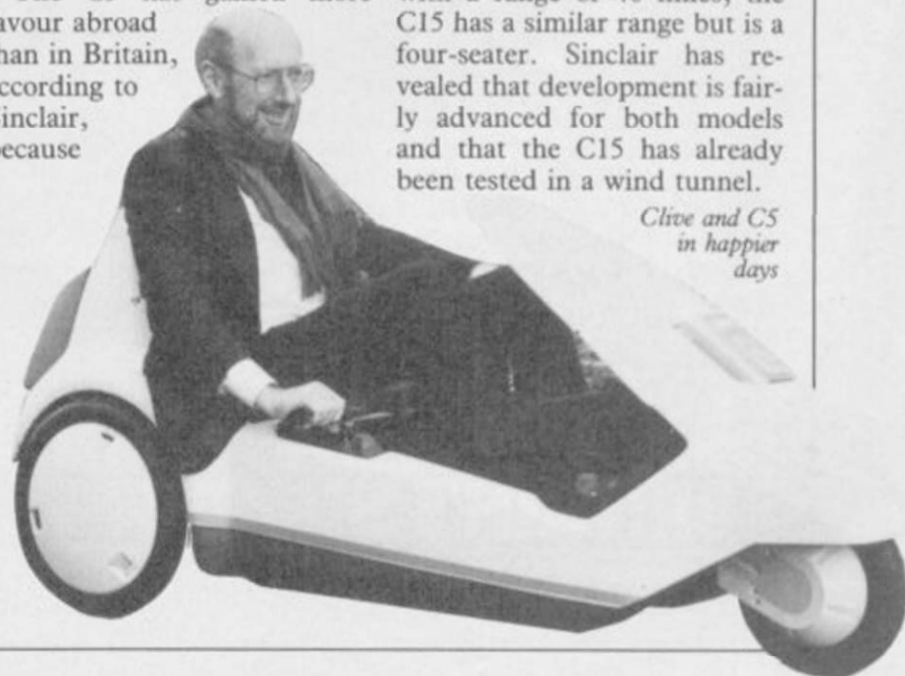 avour abroad
han in Britain,
ccording to
inclair,
ecause
C15 has a similar range but is a
four-seater. Sinclair has re-
vealed that development is fair-
ly advanced for both models
and that the C15 has already
been tested in a wind tunnel.
Clive and C5
in happier
days